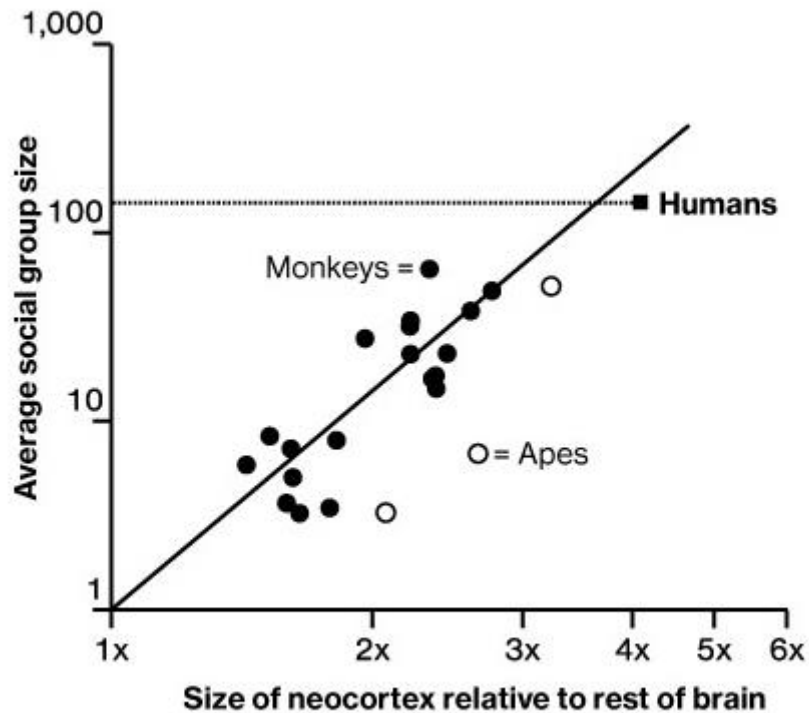 1,000
100
10
1
Average social group size
Humans
Monkeys =
= Apes
1x 2x 3x 4x 5x 6x
Size of neocortex relative to rest of brain